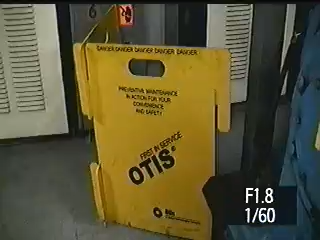 6
DANGER DANGER DANGER DANGER DANGER
PREVENTIVE MAINTENANCE
IN ACTION FOR YOUR
CONVENIENCE
AND SAFETY
FIRST IN SERVICE
OTIS®
F1.8
1/60